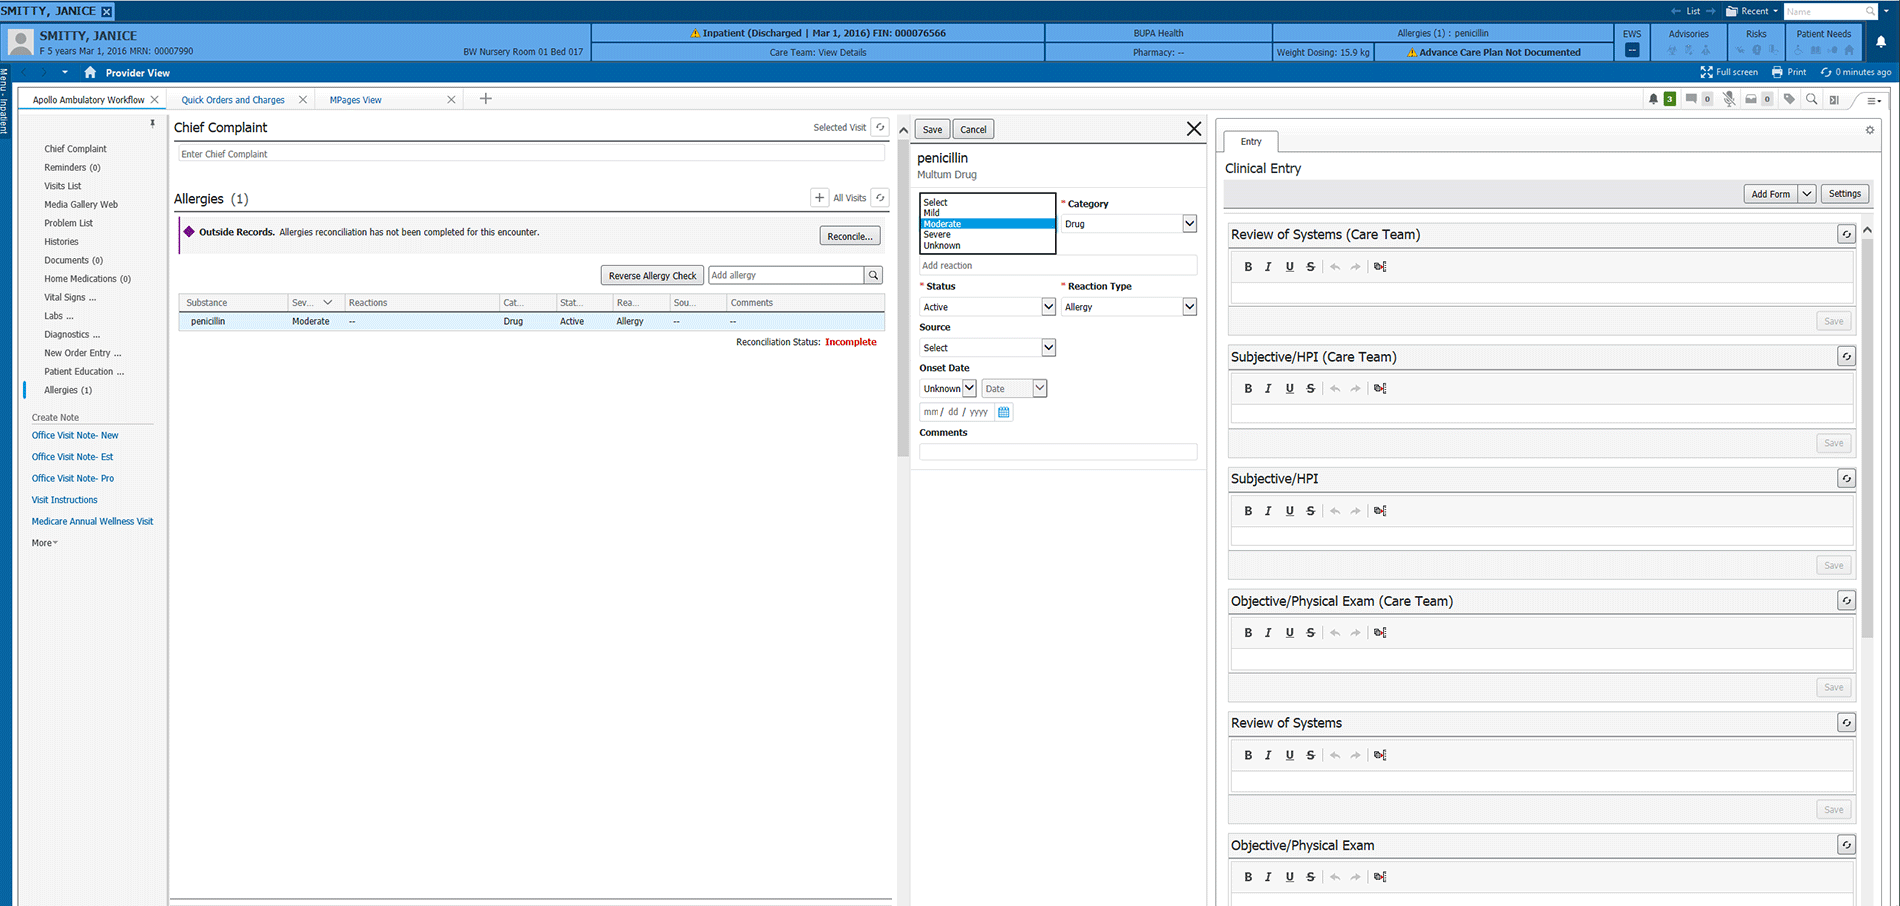 SMITTY, JANICE
List
Recent
Name
SMITTY, JANICE
F 5 years Mar 1, 2016 MRN: 00007990
BW Nursery Room 01 Bed 017
Inpatient (Discharged | Mar 1, 2016) FIN: 000076566
Care Team: View Details
BUPA Health
Pharmacy: --
Allergies (1) : penicillin
Weight Dosing: 15.9 kg
Advance Care Plan Not Documented
EWS
--
Advisories
Risks
Patient Needs
Menu - Inpatient
Provider View
Full screen
Print
0 minutes ago
Apollo Ambulatory Workflow
Quick Orders and Charges
MPages View
3
0
0
Chief Complaint
Reminders (0)
Visits List
Media Gallery Web
Problem List
Histories
Documents (0)
Home Medications (0)
Vital Signs ...
Labs ...
Diagnostics ...
New Order Entry ...
Patient Education ...
Allergies (1)
Create Note
Office Visit Note- New
Office Visit Note- Est
Office Visit Note- Pro
Visit Instructions
Medicare Annual Wellness Visit
More
Chief Complaint
Selected Visit
Enter Chief Complaint
Allergies (1)
All Visits
Outside Records. Allergies reconciliation has not been completed for this encounter.
Reconcile...
Reverse Allergy Check
Add allergy
Substance Sev... Reactions Cat... Stat... Rea... Sou... Comments
penicillin Moderate -- Drug Active Allergy -- --
Reconciliation Status: Incomplete
Save
Cancel
penicillin
Multum Drug
Select
Mild
Moderate
Severe
Unknown
* Category
Drug
Add reaction
* Status
* Reaction Type
Active
Allergy
Source
Select
Onset Date
Unknown
Date
mm / dd / yyyy
Comments
Entry
Clinical Entry
Add Form
Settings
Review of Systems (Care Team)
B I U S
Save
Subjective/HPI (Care Team)
B I U S
Save
Subjective/HPI
B I U S
Save
Objective/Physical Exam (Care Team)
B I U S
Save
Review of Systems
B I U S
Save
Objective/Physical Exam
B I U S